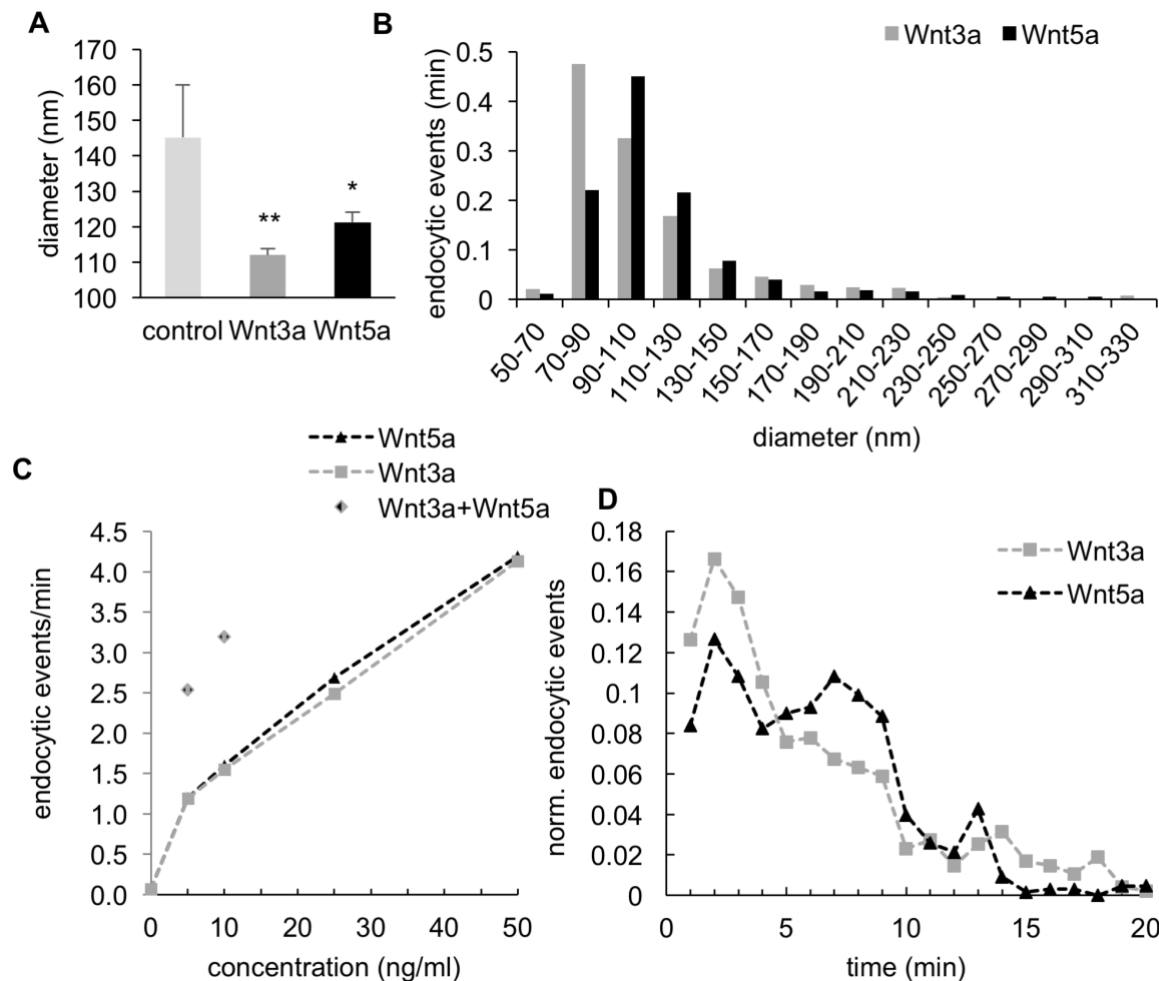 A
170
160
150
140
130
120
110
100
diameter (nm)
**
*
control Wnt3a Wnt5a
B
Wnt3a Wnt5a
0.5
0.4
0.3
0.2
0.1
0
endocytic events (min)
50-70
70-90
90-110
110-130
130-150
150-170
170-190
190-210
210-230
230-250
250-270
270-290
290-310
310-330
diameter (nm)
C
Wnt5a
Wnt3a
Wnt3a+Wnt5a
4.5
4.0
3.5
3.0
2.5
2.0
1.5
1.0
0.5
0.0
endocytic events/min
0 10 20 30 40 50
concentration (ng/ml)
D
Wnt3a
Wnt5a
0.18
0.16
0.14
0.12
0.1
0.08
0.06
0.04
0.02
0
norm. endocytic events
0 5 10 15 20
time (min)